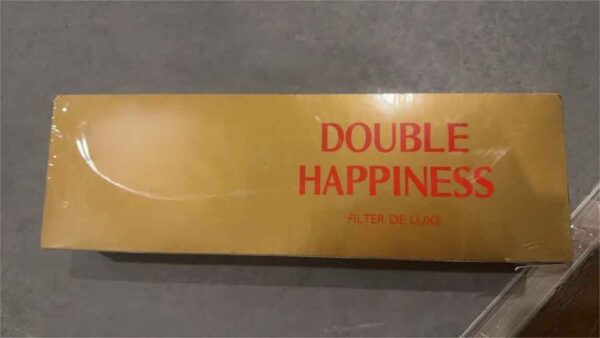 DOUBLE
HAPPINESS
FILTER DE LUXE